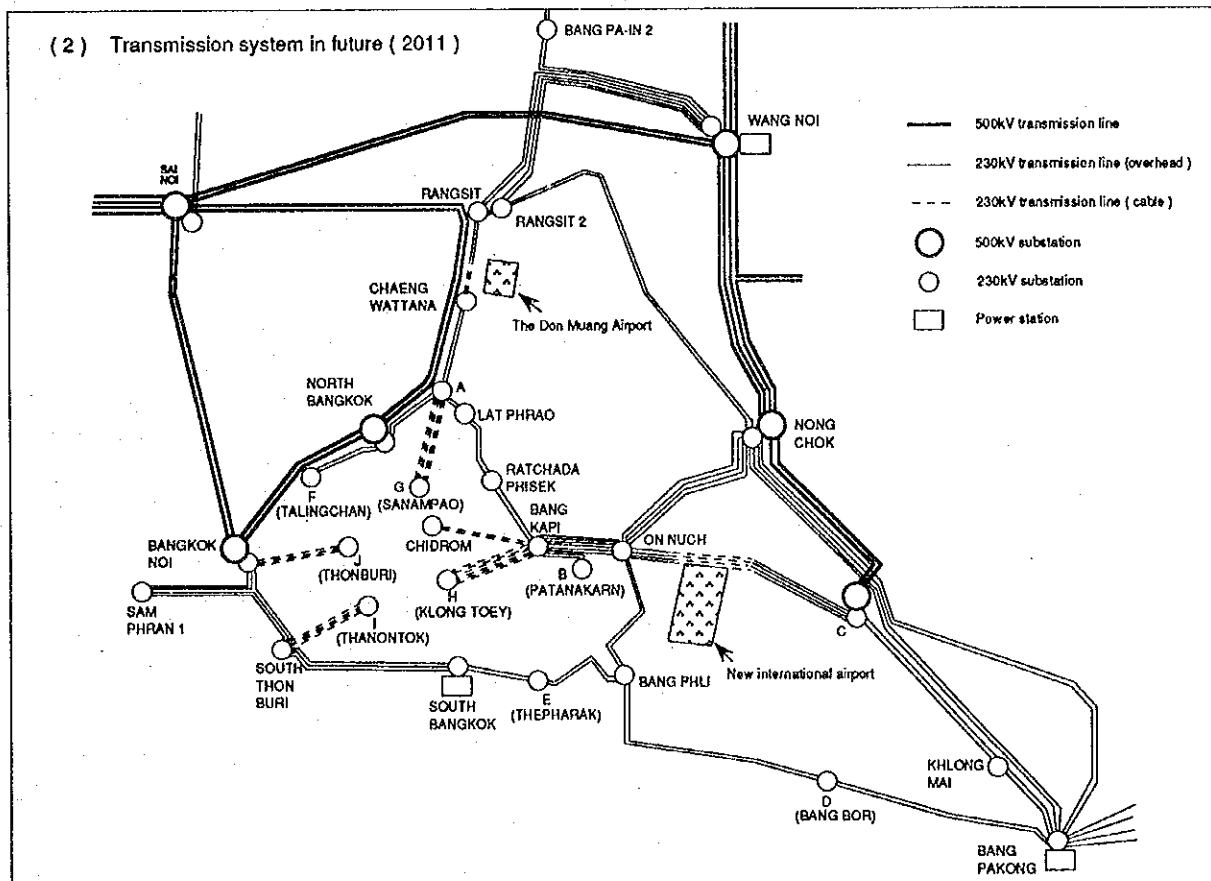 ( 2 ) Transmission system in future ( 2011 )
BANG PA-IN 2
WANG NOI
500kV transmission line
230kV transmission line (overhead )
230kV transmission line ( cable )
500kV substation
230kV substation
Power station
SAI
NOI
RANGSIT
RANGSIT 2
CHAENG
WATTANA
The Don Muang Airport
NORTH
BANGKOK
A
LAT PHRAO
NONG
CHOK
RATCHADA
PHISEK
F
(TALINGCHAN)
G
(SANAMPAO)
BANG
KAPI
CHIDROM
ON NUCH
BANGKOK
NOI
J
(THONBURI)
B
(PATANAKARN)
H
(KLONG TOEY)
SAM
PHRAN 1
I
(THANONTOK)
C
SOUTH
THON
BURI
New international airport
BANG PHLI
SOUTH
BANGKOK
E
(THEPHARAK)
KHLONG
MAI
D
(BANG BOR)
BANG
PAKONG